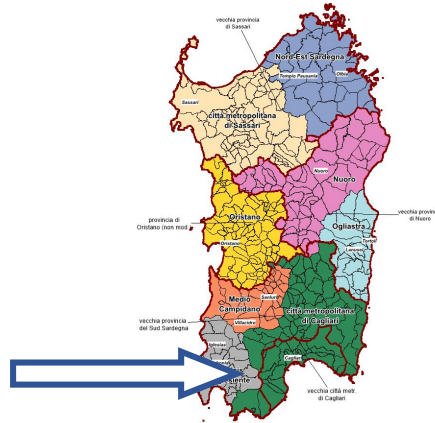 vecchia provincia
di Sassari
Nord-Est Sardegna
Tempio Pausania
Olbia
Sassari
città metropolitana
di Sassari
Nuoro
Nuoro
Oristano
provincia di
Oristano (non mod
Oristano
vecchia provin
di Nuoro
Ogliastra
Tortolì
Lanusei
Medio
Campidano
Sanluri
Villacidro
città metropolitana
di Cagliari
vecchia provincia
del Sud Sardegna
Iglesias
Cagliari
siente
vecchia città metr.
di Cagliari